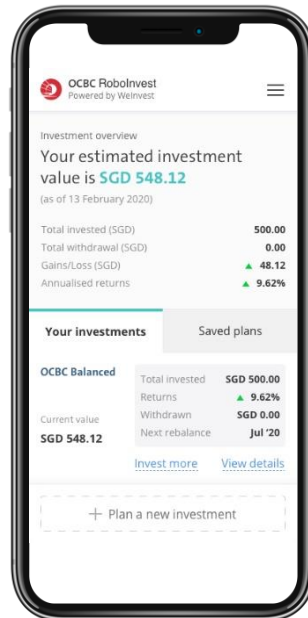 OCBC RoboInvest
Powered by WeInvest
Investment overview
Your estimated investment
value is SGD 548.12
(as of 13 February 2020)
Total invested (SGD) 500.00
Total withdrawal (SGD) 0.00
Gains/Loss (SGD) ▲ 48.12
Annualised returns ▲ 9.62%
Your investments Saved plans
OCBC Balanced
Total invested SGD 500.00
Returns ▲ 9.62%
Current value
Withdrawn SGD 0.00
SGD 548.12
Next rebalance Jul '20
Invest more View details
+ Plan a new investment